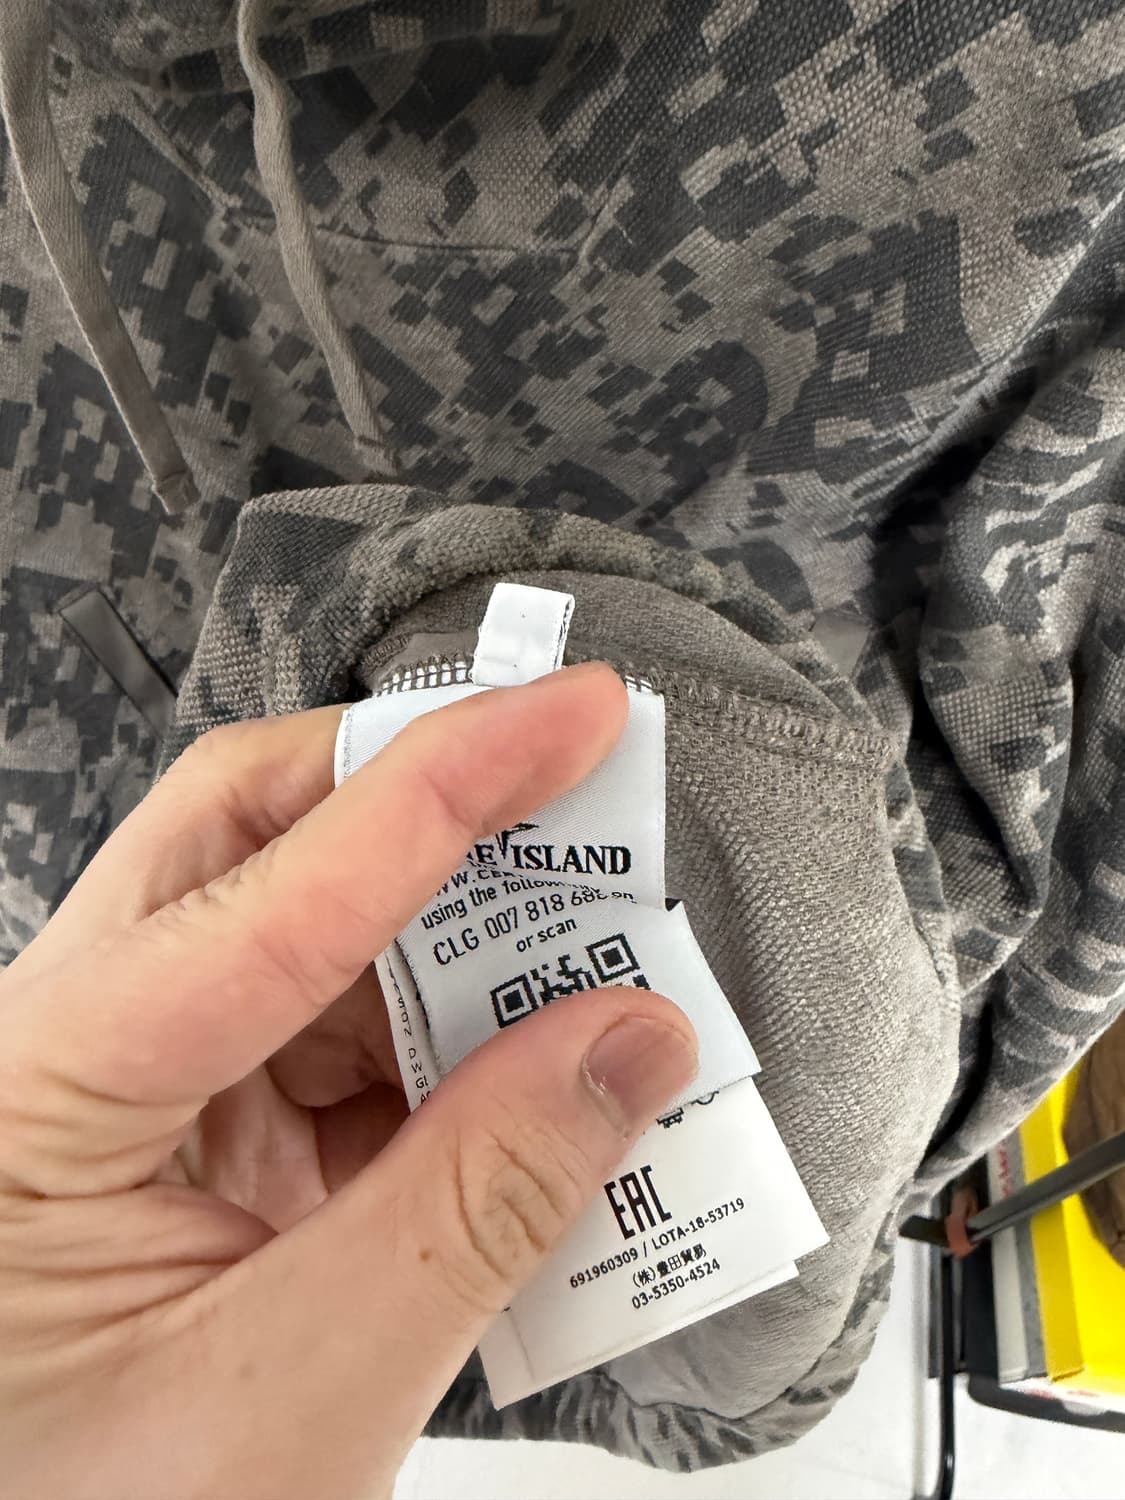 ISLAND
using the
CLG 007 818
or scan
EAC
691960309 / LOTA-18-53719
(株)豊田貿易
03-5350-4524